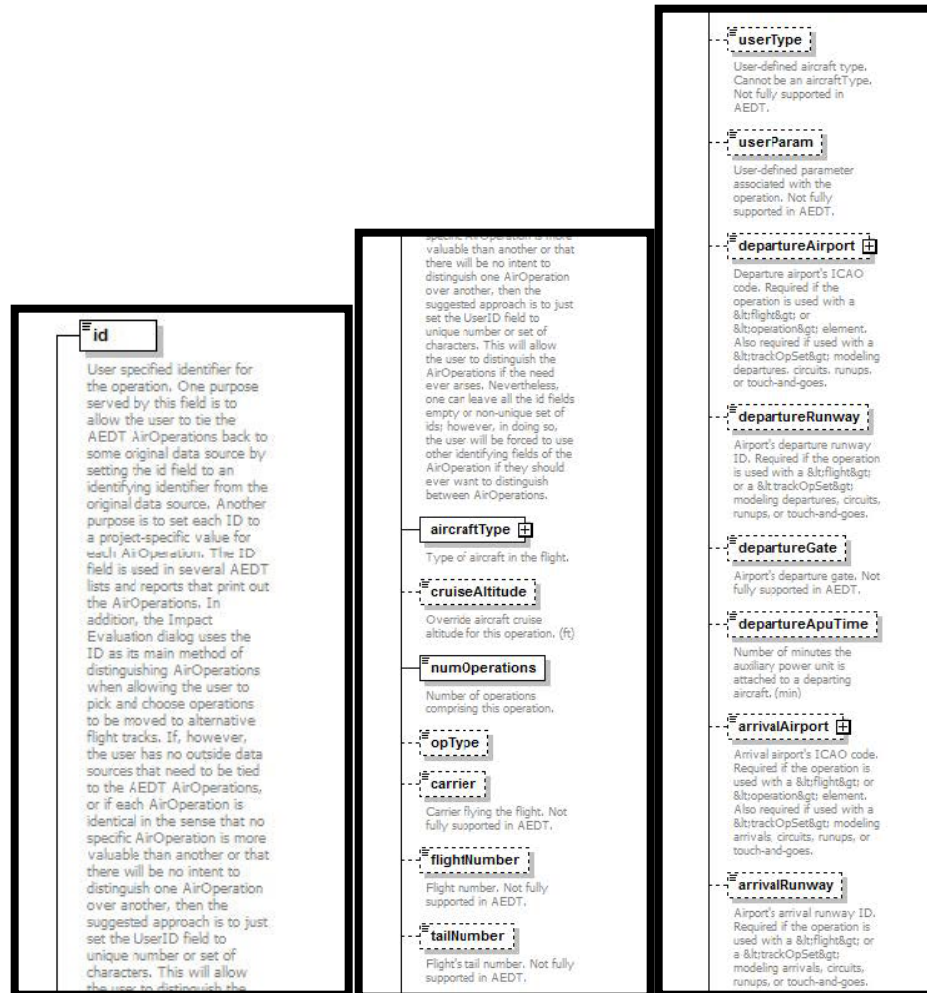 id
User specified identifier for
the operation. One purpose
served by this field is to
allow the user to tie the
AEDT AirOperations back to
some original data source by
setting the id field to an
identifying identifier from the
original data source. Another
purpose is to set each ID to
a project-specific value for
each AirOperation. The ID
field is used in several AEDT
lists and reports that print out
the AirOperations. In
addition, the Impact
Evaluation dialog uses the
ID as its main method of
distinguishing AirOperations
when allowing the user to
pick and choose operations
to be moved to alternative
flight tracks. If, however,
the user has no outside data
sources that need to be tied
to the AEDT AirOperations,
or if each AirOperation is
identical in the sense that no
specific AirOperation is more
valuable than another or that
there will be no intent to
distinguish one AirOperation
over another, then the
suggested approach is to just
set the UserID field to
unique number or set of
characters. This will allow
the user to distinguish the
specific AirOperation is more
valuable than another or that
there will be no intent to
distinguish one AirOperation
over another, then the
suggested approach is to just
set the UserID field to
unique number or set of
characters. This will allow
the user to distinguish the
AirOperations if the need
ever arses. Nevertheless,
one can leave all the id fields
empty or non-unique set of
ids; however, in doing so,
the user will be forced to use
other identifying fields of the
AirOperation if they should
ever want to distinguish
between AirOperations.
aircraftType
Type of aircraft in the flight.
cruiseAltitude
Override aircraft cruise
altitude for this operation. (ft)
numOperations
Number of operations
comprising this operation.
opType
carrier
Carrier flying the flight. Not
fully supported in AEDT.
flightNumber
Flight number. Not fully
supported in AEDT.
tailNumber
Flight's tail number. Not fully
supported in AEDT.
userType
User-defined aircraft type.
Cannot be an aircraftType.
Not fully supported in
AEDT.
userParam
User-defined parameter
associated with the
operation. Not fully
supported in AEDT.
departureAirport
Departure airport's ICAO
code. Required if the
operation is used with a
&lt;flight&gt; or
&lt;operation&gt; element.
Also required if used with a
&lt;trackOpSet&gt; modeling
departures, circuits, runups,
or touch-and-goes.
departureRunway
Airport's departure runway
ID. Required if the operation
is used with a &lt;flight&gt;
or a &lt;trackOpSet&gt;
modeling departures, circuits,
runups, or touch-and-goes.
departureGate
Airport's departure gate. Not
fully supported in AEDT.
departureApuTime
Number of minutes the
auxiliary power unit is
attached to a departing
aircraft. (min)
arrivalAirport
Arrival airport's ICAO code.
Required if the operation is
used with a &lt;flight&gt; or
&lt;operation&gt; element.
Also required if used with a
&lt;trackOpSet&gt; modeling
arrivals, circuits, runups, or
touch-and-goes.
arrivalRunway
Airport's arrival runway ID.
Required if the operation is
used with a &lt;flight&gt; or
a &lt;trackOpSet&gt;
modeling arrivals, circuits,
runups, or touch-and-goes.